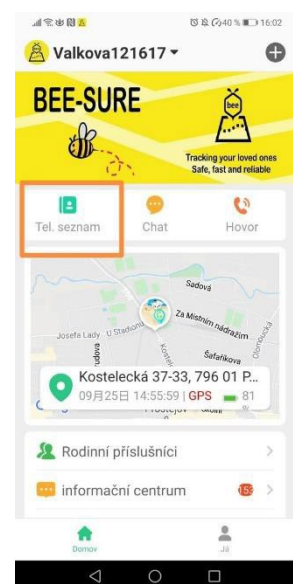 40 % 16:02
Valkova121617
BEE-SURE
bee
Tracking your loved ones
Safe, fast and reliable
Tel. seznam
Chat
Hovor
Sadová
Za Místním nádražím
Josefa Lady
U Stadionu
Šafaříkova
Olomoucká
Kostelecká 37-33, 796 01 P...
09月25日 14:55:59 | GPS 81
Rodinní příslušníci
informační centrum
153
Domov
Já